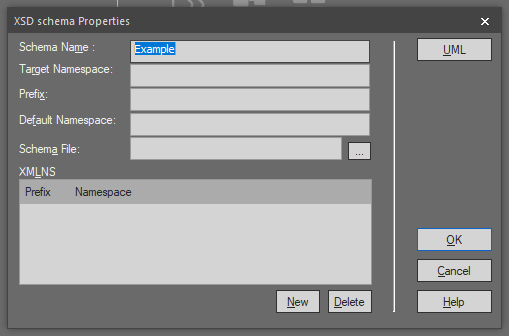 XSD schema Properties
Schema Name :
Example
UML
Target Namespace:
Prefix:
Default Namespace:
Schema File:
...
XMLNS
Prefix Namespace
OK
Cancel
New Delete Help